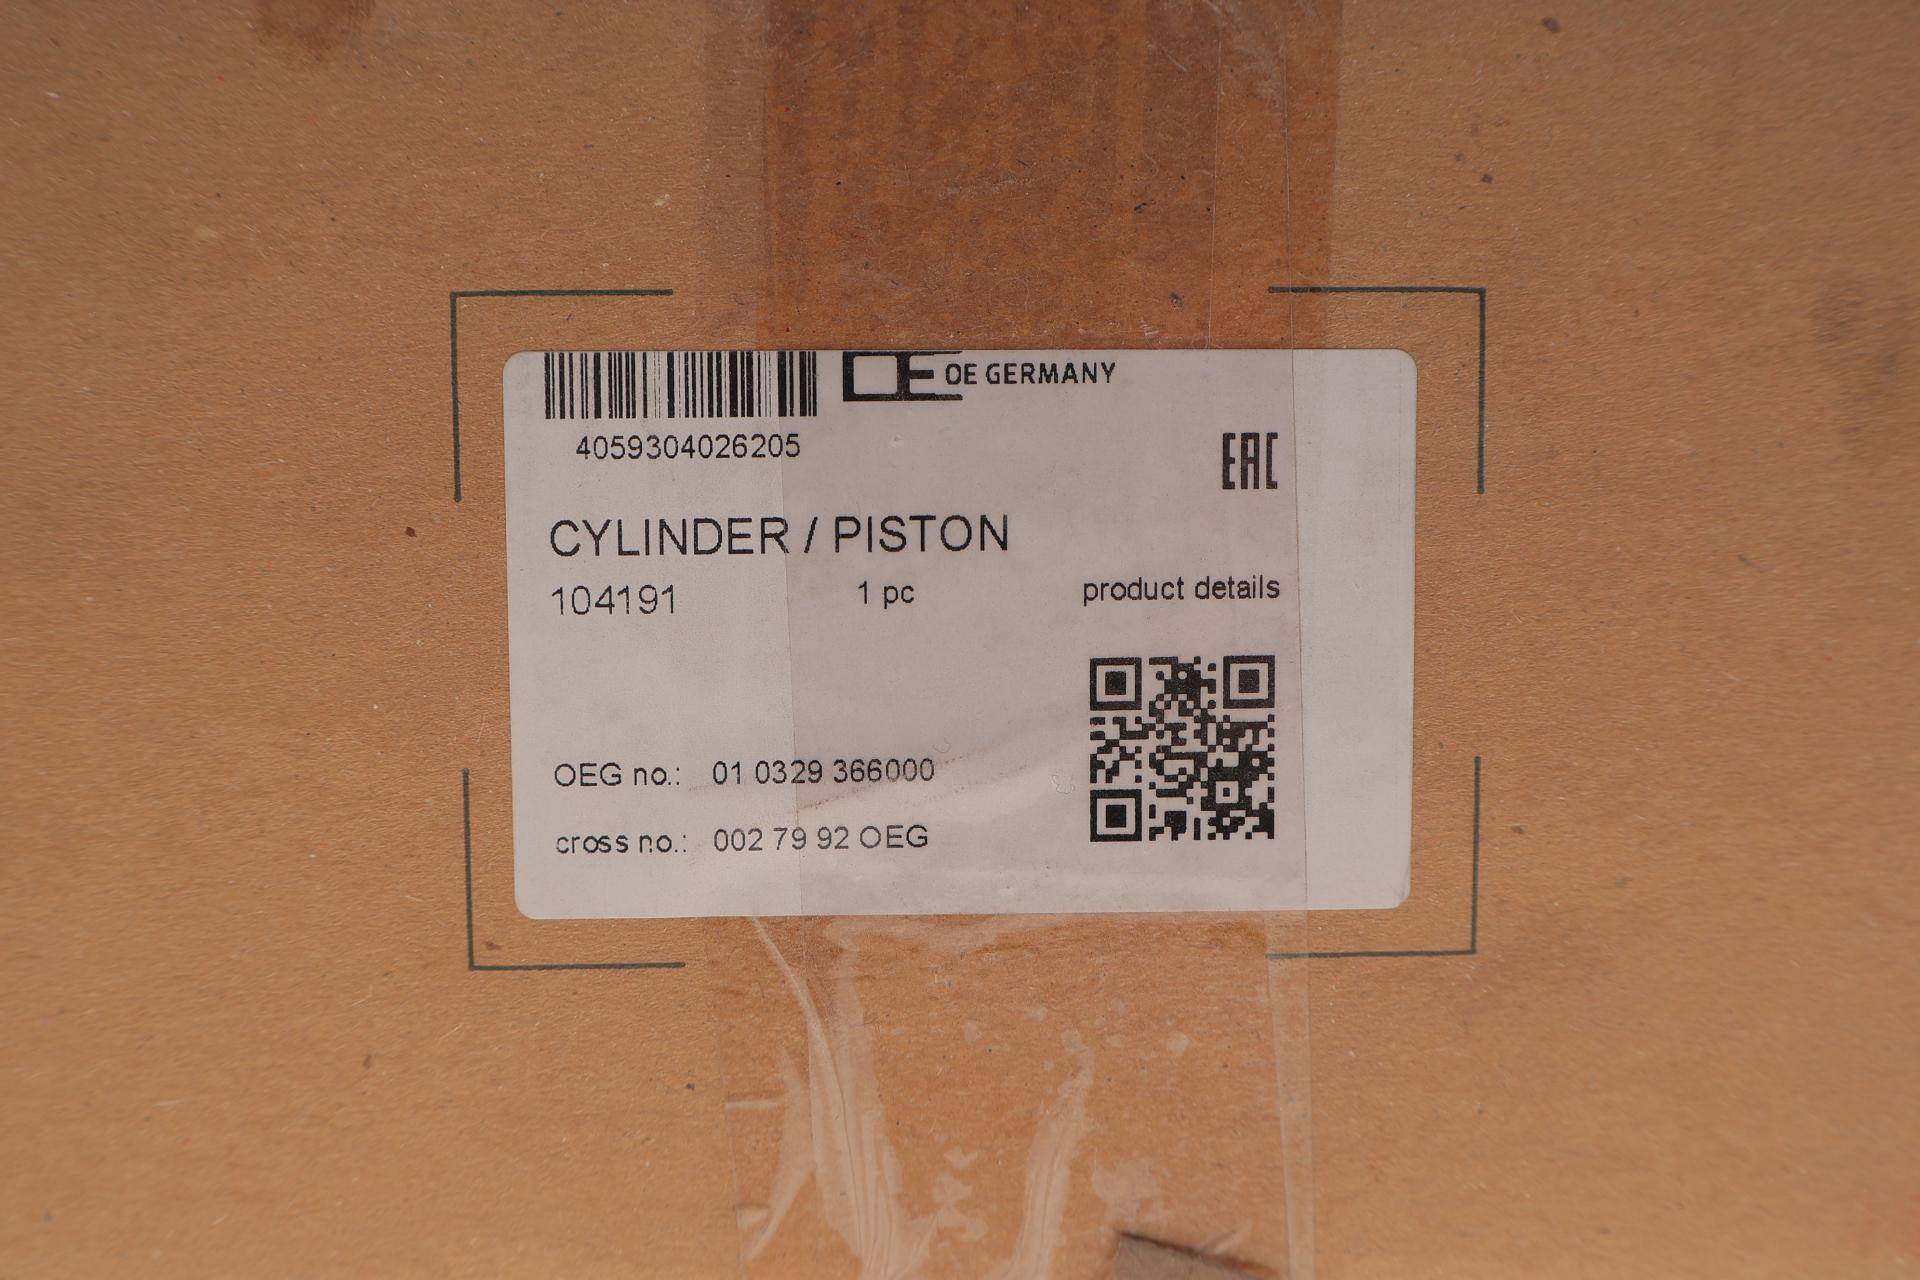 OE GERMANY
4059304026205
EAC
CYLINDER / PISTON
104191 1 pc product details
OEG no.: 01 0329 366000
cross no.: 002 79 92 OEG